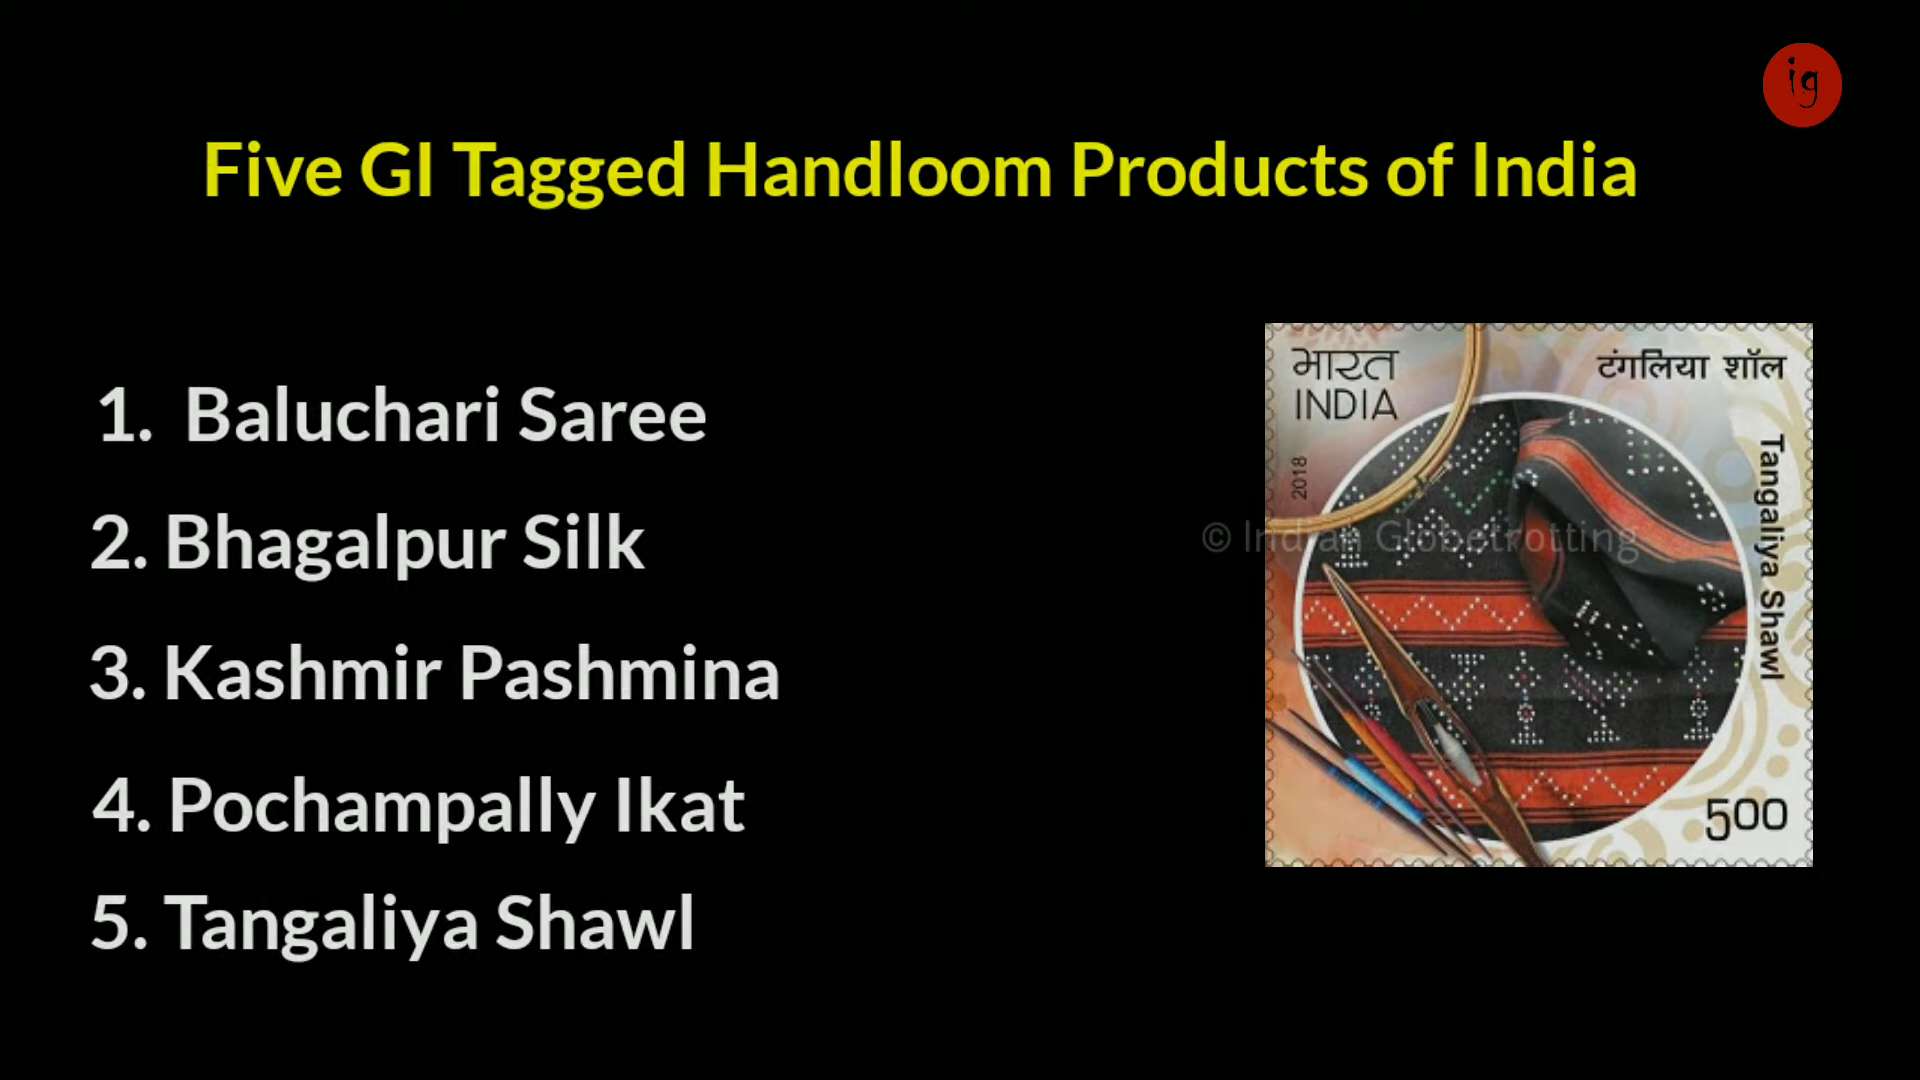 ig
Five GI Tagged Handloom Products of India
1. Baluchari Saree
2. Bhagalpur Silk
3. Kashmir Pashmina
4. Pochampally Ikat
5. Tangaliya Shawl
भारत
INDIA
टंगलिया शॉल
2018
Tangaliya Shawl
© Indian Globetrotting
500